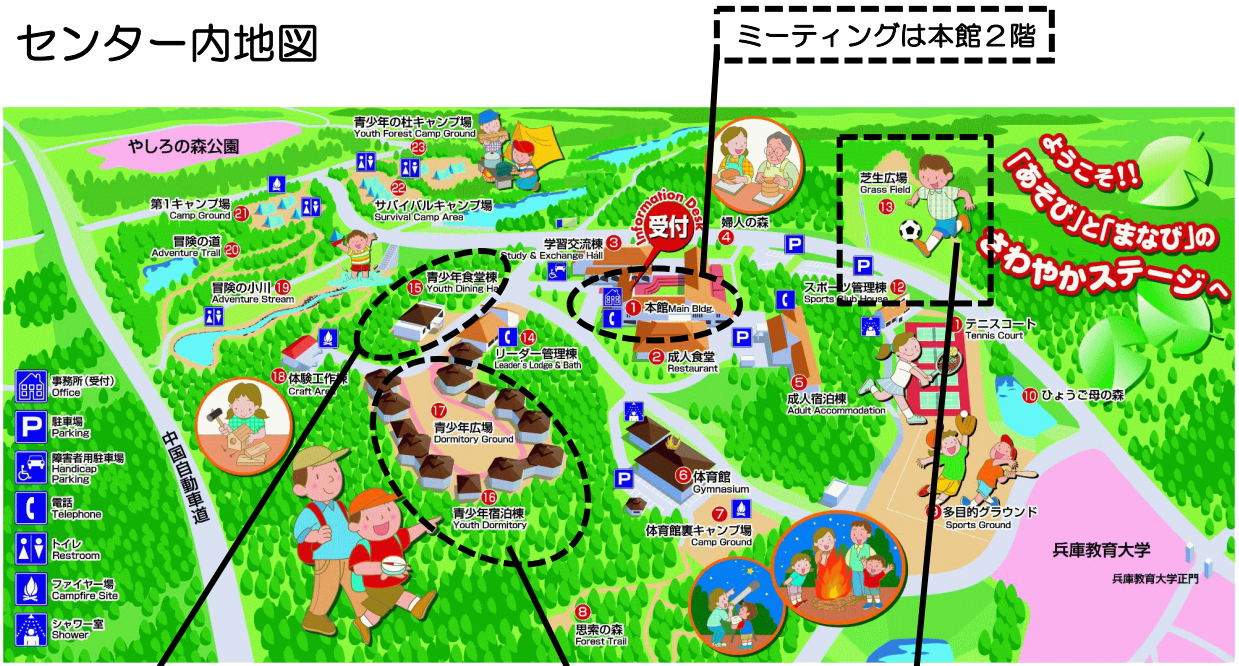 センター内地図
ミーティングは本館２階
やしろの森公園
青少年の杜キャンプ場
Youth Forest Camp Ground
23
22
サバイバルキャンプ場
Survival Camp Area
第1キャンプ場
Camp Ground
21
冒険の道
Adventure Trail
20
冒険の小川
19
Adventure Stream
青少年食堂棟
15
Youth Dining Ha
学習交流棟
3
Study & Exchange Hall
Information Desk
受付
婦人の森
4
芝生広場
Grass Field
13
ようこそ!!
「あそび」と「まなび」の
さわやかステージへ
P
P
1
本館Main Bldg.
スポーツ管理棟
12
Sports Club House
14
リーダー管理棟
Leader's Lodge & Bath
2
成人食堂
Restaurant
P
5
成人宿泊棟
Adult Accommodation
1
テニスコート
Tennis Court
10
ひょうご母の森
18
体験工作棟
Craft Area
17
青少年広場
Dormitory Ground
16
青少年宿泊棟
Youth Dormitory
P
6
体育館
Gymnasium
7
体育館裏キャンプ場
Camp Ground
多目的グラウンド
Sports Ground
兵庫教育大学
兵庫教育大学正門
8
思索の森
Forest Trail
中国自動車道
事務所(受付)
Office
P
駐車場
Parking
障害者用駐車場
Handicap
Parking
電話
Telephone
トイレ
Restroom
ファイヤー場
Campfire Site
シャワー室
Shower